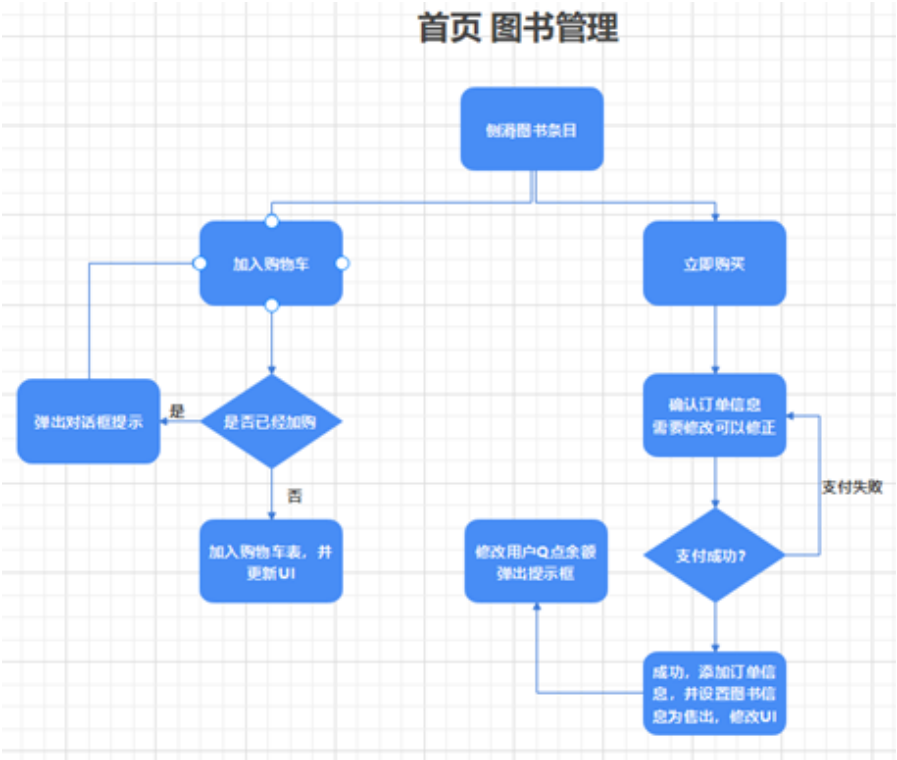 首页 图书管理
侧滑图书条目
加入购物车
立即购买
弹出对话框提示
是
是否已经加购
确认订单信息
需要修改可以修正
支付失败
否
加入购物车表，并
更新UI
修改用户Q点余额
弹出提示框
支付成功？
成功，添加订单信
息，并设置图书信
息为售出，修改UI